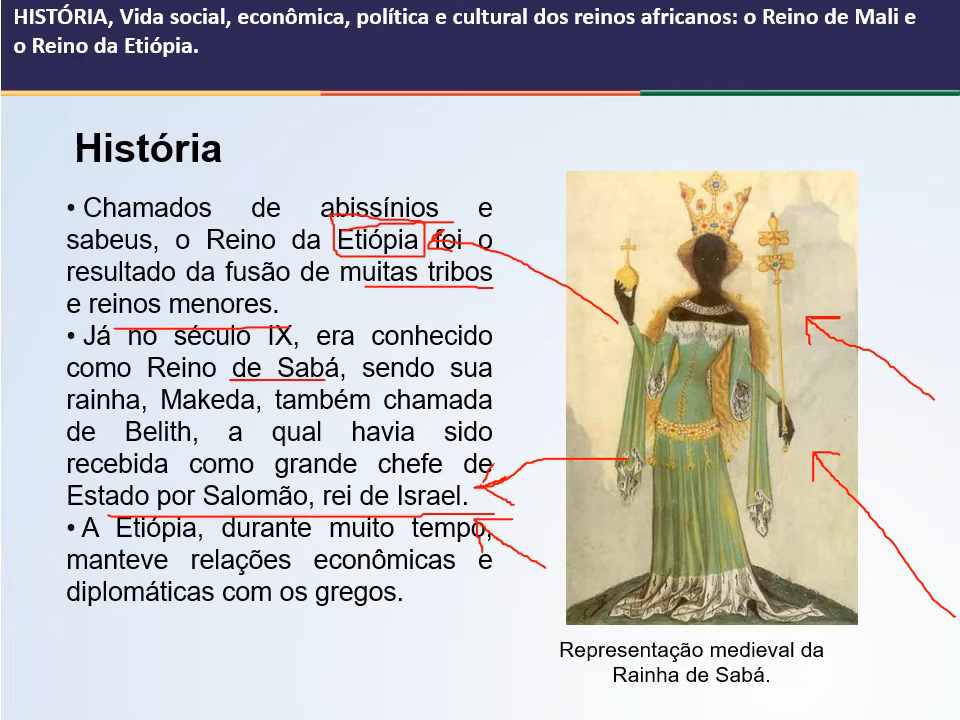 HISTÓRIA, Vida social, econômica, política e cultural dos reinos africanos: o Reino de Mali e
o Reino da Etiópia.
História
• Chamados de abissínios e
sabeus, o Reino da Etiópia foi o
resultado da fusão de muitas tribos
e reinos menores.
• Já no século IX, era conhecido
como Reino de Sabá, sendo sua
rainha, Makeda, também chamada
de Belith, a qual havia sido
recebida como grande chefe de
Estado por Salomão, rei de Israel.
• A Etiópia, durante muito tempo,
manteve relações econômicas e
diplomáticas com os gregos.
Representação medieval da
Rainha de Sabá.